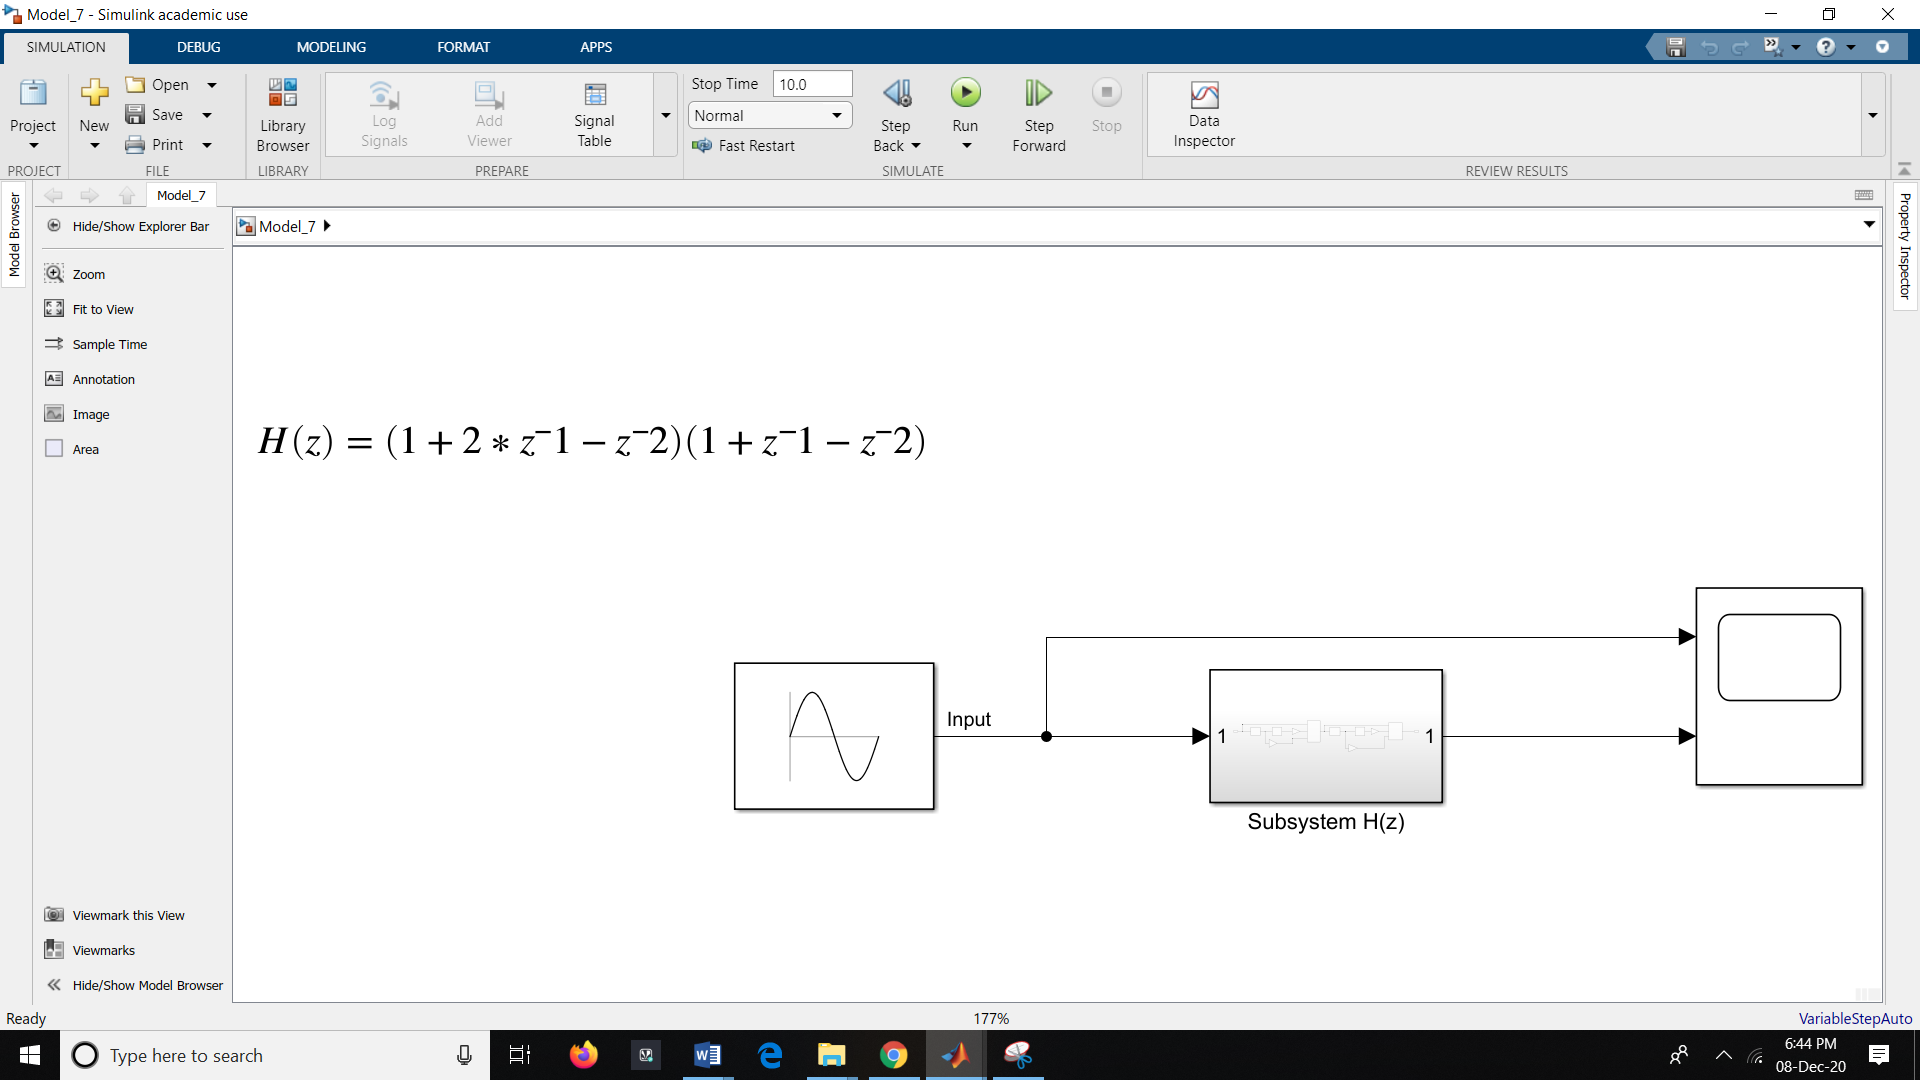 Model_7 - Simulink academic use
SIMULATION DEBUG MODELING FORMAT APPS
Project
New
Open
Save
Print
Library Browser
Log Signals
Add Viewer
Signal Table
Stop Time 10.0
Normal
Fast Restart
Step Back
Run
Step Forward
Stop
Data Inspector
PROJECT FILE LIBRARY PREPARE SIMULATE REVIEW RESULTS
Model Browser
Model_7
Property Inspector
Hide/Show Explorer Bar
Model_7
Zoom
Fit to View
Sample Time
Annotation
Image
Area
H(z) = (1 + 2 * z⁻1 − z⁻2)(1 + z⁻1 − z⁻2)
Input
1 1
Subsystem H(z)
Viewmark this View
Viewmarks
Hide/Show Model Browser
Ready 177% VariableStepAuto
Type here to search
6:44 PM
08-Dec-20